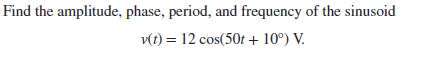 Find the amplitude, phase, period, and frequency of the sinusoid
v(t) = 12 cos(50t + 10°) V.